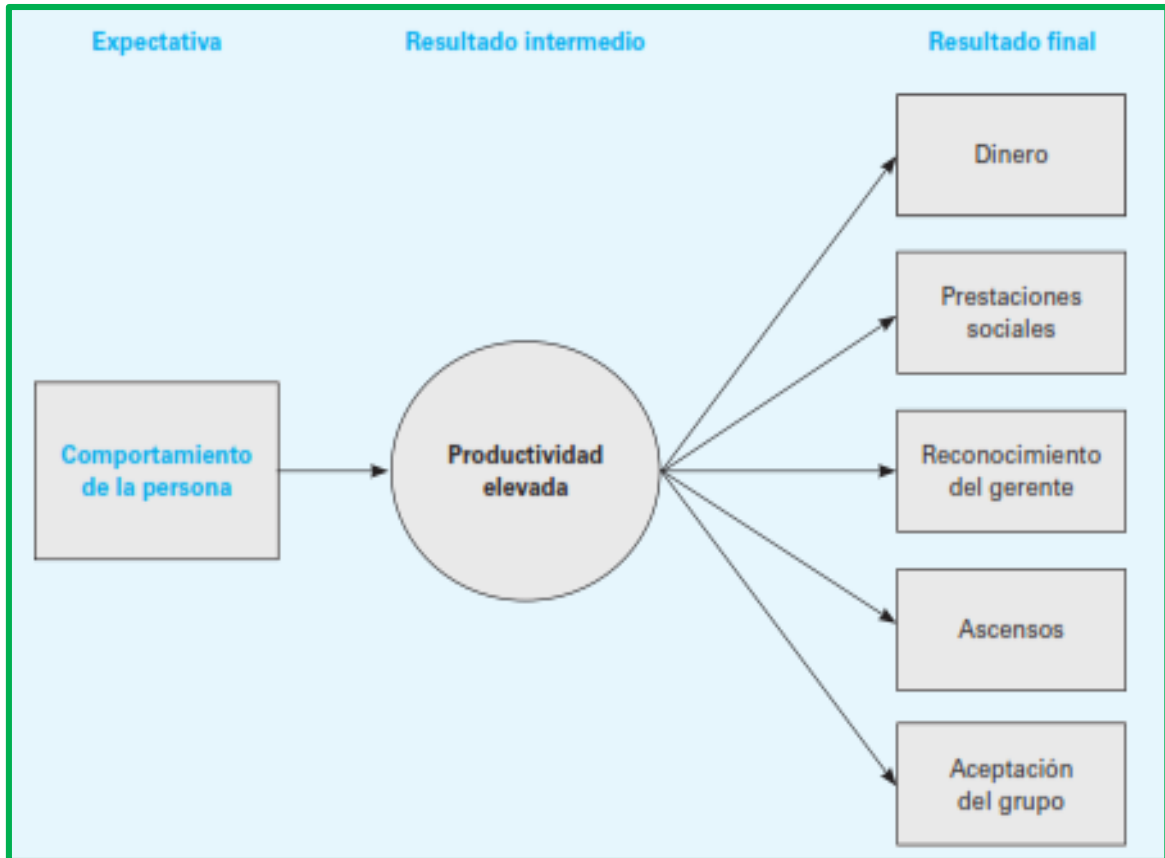 Expectativa
Resultado intermedio
Resultado final
Comportamiento
de la persona
Productividad
elevada
Dinero
Prestaciones
sociales
Reconocimiento
del gerente
Ascensos
Aceptación
del grupo